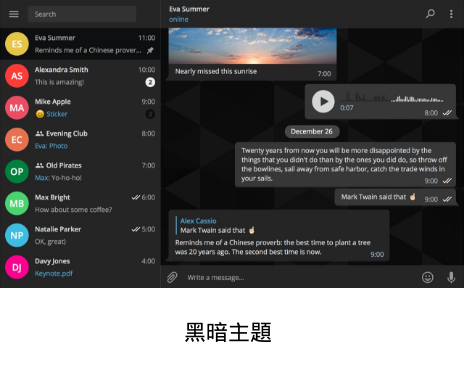 Search
ES
Eva Summer
11:00
Reminds me of a Chinese prover...
AS
Alexandra Smith
10:00
This is amazing!
2
MA
Mike Apple
9:00
Sticker
2
EC
Evening Club
8:00
Eva: Photo
OP
Old Pirates
7:00
Max: Yo-ho-ho!
MB
Max Bright
6:00
How about some coffee?
NP
Natalie Parker
5:00
OK, great)
DJ
Davy Jones
4:00
Keynote.pdf
Eva Summer
online
Nearly missed this sunrise
7:00
0:07
8:00
December 26
Twenty years from now you will be more disappointed by the
things that you didn't do than by the ones you did do, so throw off
the bowlines, sail away from safe harbor, catch the trade winds in
your sails.
9:00
Mark Twain said that ☝🏻
9:00
Alex Cassio
Mark Twain said that ☝🏻
Reminds me of a Chinese proverb: the best time to plant a tree
was 20 years ago. The second best time is now.
9:00
Write a message...
黑暗主題